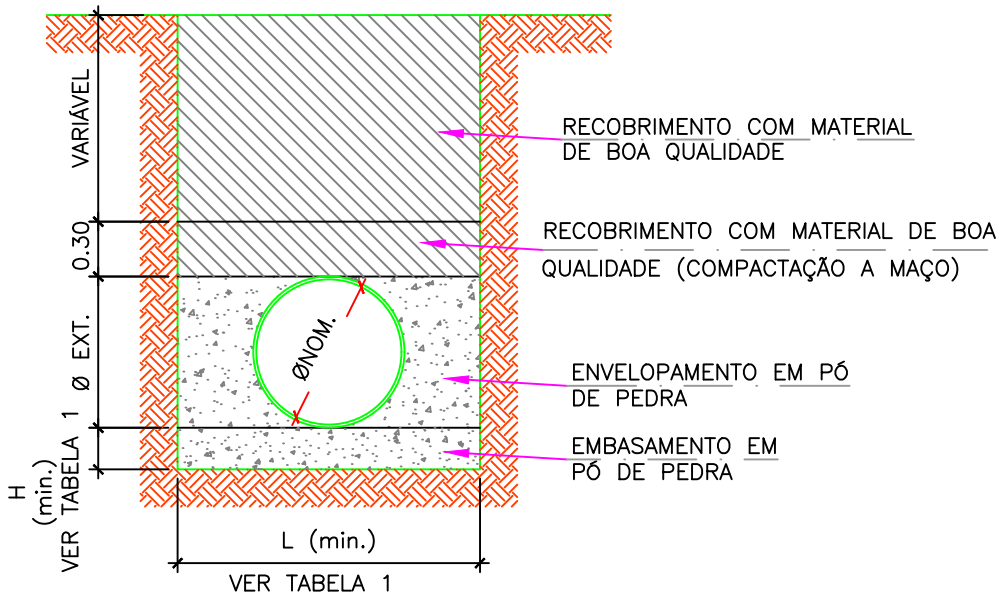 VARIÁVEL
RECOBRIMENTO COM MATERIAL
DE BOA QUALIDADE
0.30
RECOBRIMENTO COM MATERIAL DE BOA
QUALIDADE (COMPACTAÇÃO A MAÇO)
Ø EXT.
ØNOM.
ENVELOPAMENTO EM PÓ
DE PEDRA
EMBASAMENTO EM
PÓ DE PEDRA
H
(min.)
VER TABELA 1
L (min.)
VER TABELA 1